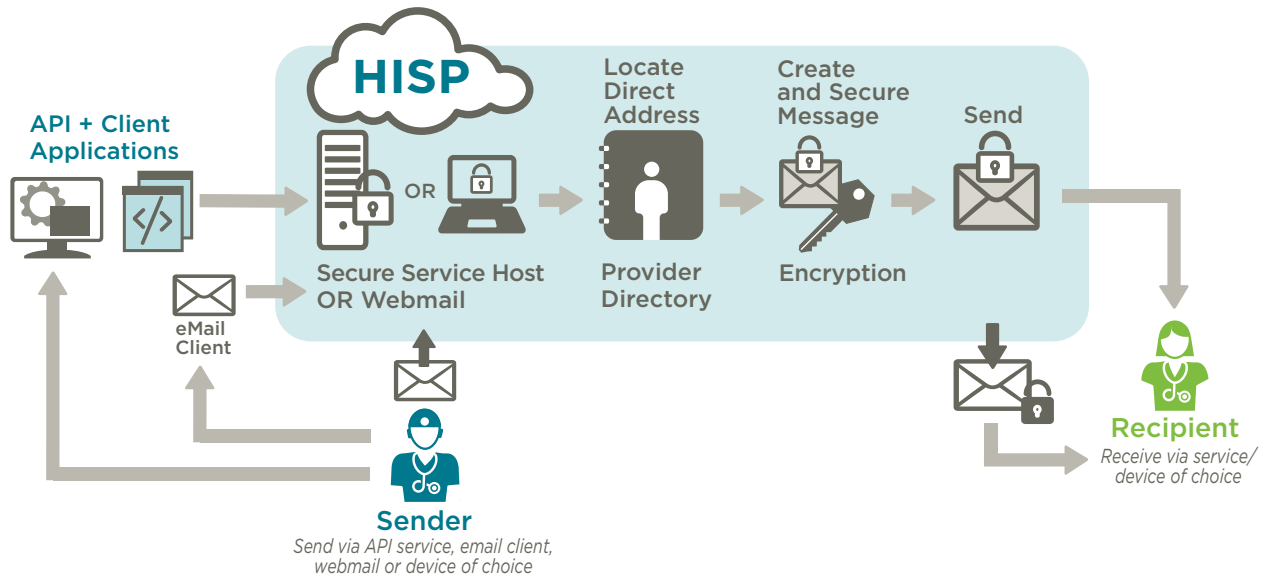 HISP
API + Client
Applications
Locate
Direct
Address
Create
and Secure
Message
Send
OR
Secure Service Host
OR Webmail
Provider
Directory
Encryption
eMail
Client
Sender
Send via API service, email client,
webmail or device of choice
Recipient
Receive via service/
device of choice